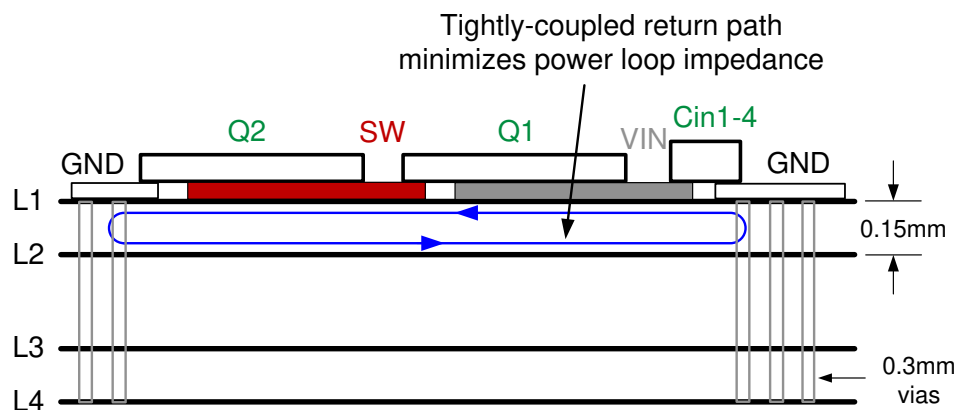 Tightly-coupled return path
minimizes power loop impedance
Cin1-4
Q2
SW
Q1
VIN
GND
GND
L1
0.15mm
L2
L3
0.3mm
vias
L4